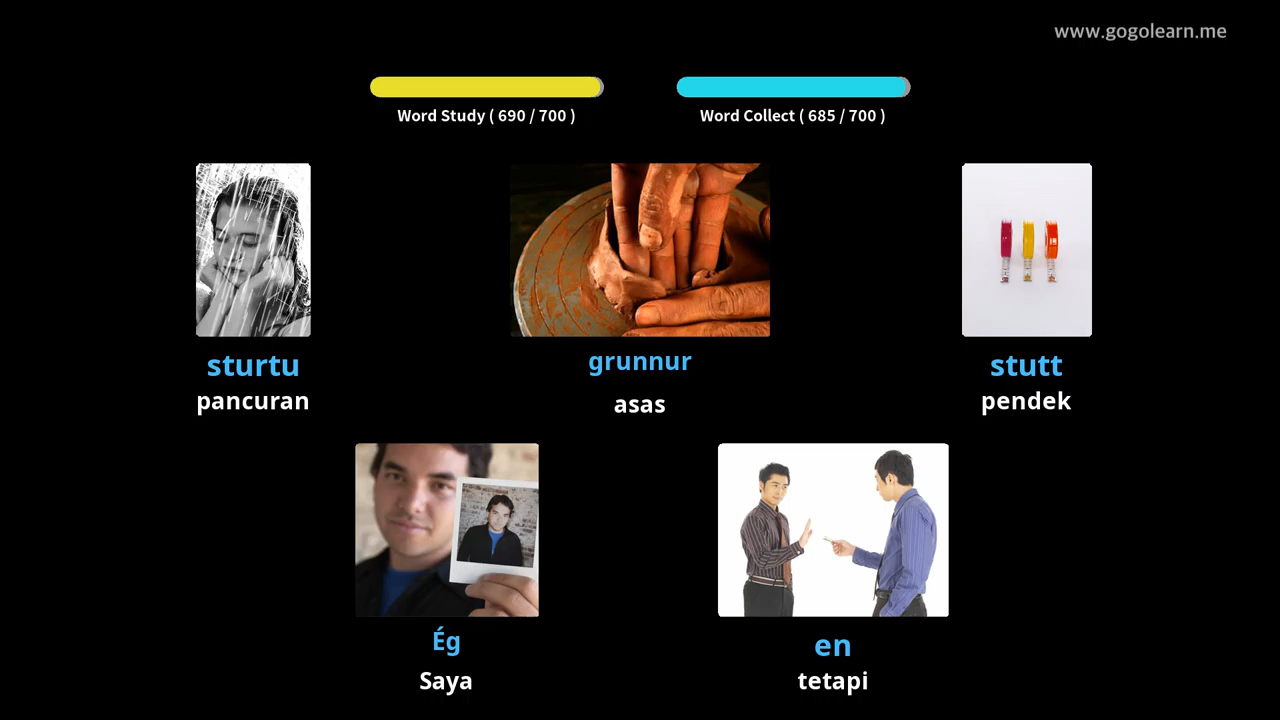 www.gogolearn.me
Word Study ( 690 / 700 )
Word Collect ( 685 / 700 )
sturtu
pancuran
grunnur
asas
stutt
pendek
Ég
Saya
en
tetapi